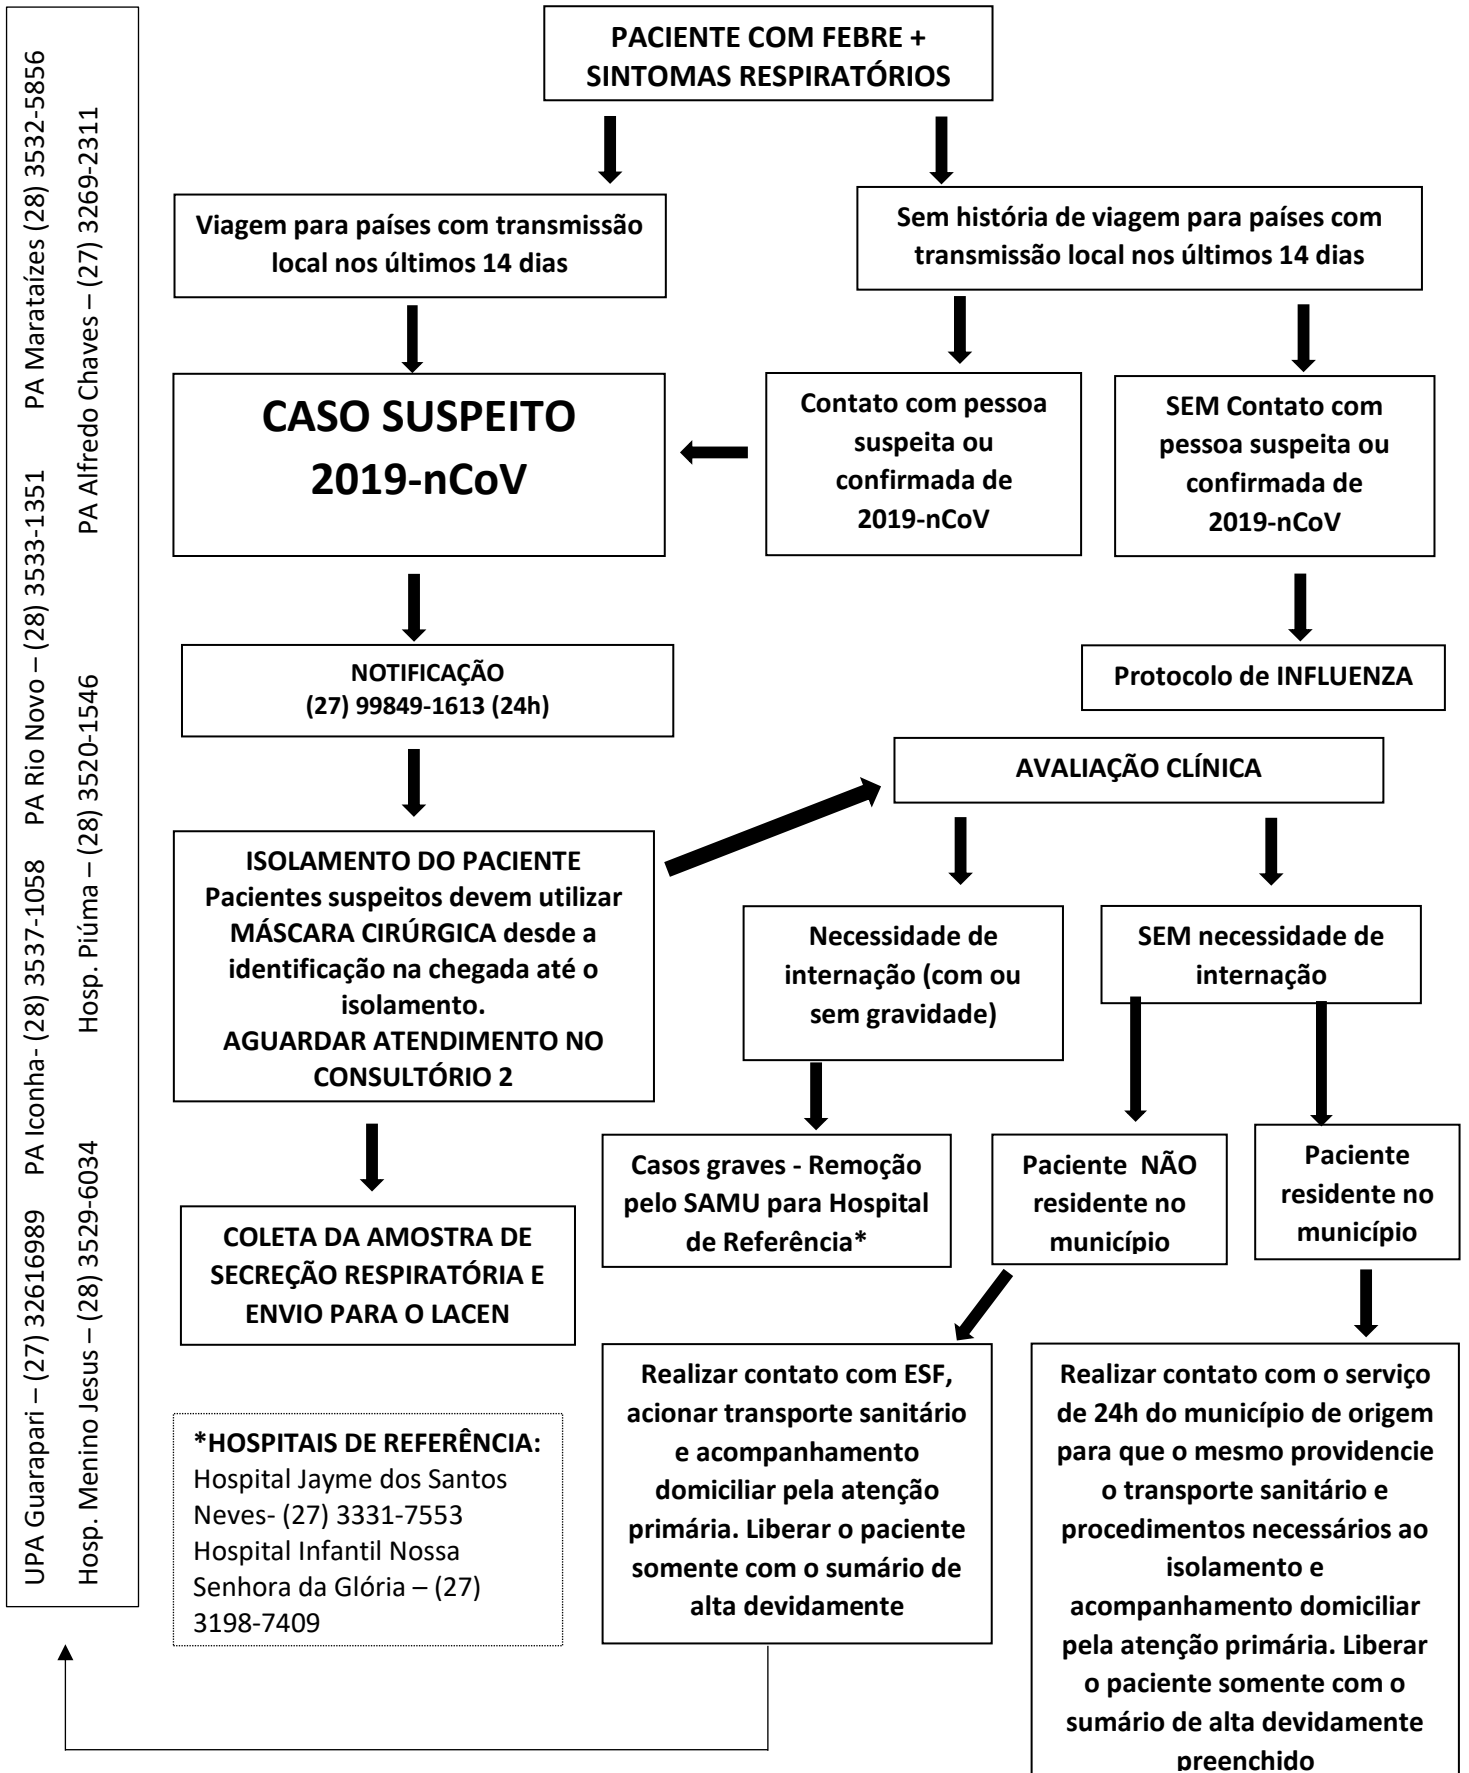 PACIENTE COM FEBRE +
SINTOMAS RESPIRATÓRIOS
Viagem para países com transmissão
local nos últimos 14 dias
Sem história de viagem para países com
transmissão local nos últimos 14 dias
CASO SUSPEITO
2019-nCoV
Contato com pessoa
suspeita ou
confirmada de
2019-nCoV
SEM Contato com
pessoa suspeita ou
confirmada de
2019-nCoV
NOTIFICAÇÃO
(27) 99849-1613 (24h)
Protocolo de INFLUENZA
AVALIAÇÃO CLÍNICA
ISOLAMENTO DO PACIENTE
Pacientes suspeitos devem utilizar
MÁSCARA CIRÚRGICA desde a
identificação na chegada até o
isolamento.
AGUARDAR ATENDIMENTO NO
CONSULTÓRIO 2
Necessidade de
internação (com ou
sem gravidade)
SEM necessidade de
internação
Casos graves - Remoção
pelo SAMU para Hospital
de Referência*
Paciente NÃO
residente no
município
Paciente
residente no
município
COLETA DA AMOSTRA DE
SECREÇÃO RESPIRATÓRIA E
ENVIO PARA O LACEN
Realizar contato com ESF,
acionar transporte sanitário
e acompanhamento
domiciliar pela atenção
primária. Liberar o paciente
somente com o sumário de
alta devidamente
Realizar contato com o serviço
de 24h do município de origem
para que o mesmo providencie
o transporte sanitário e
procedimentos necessários ao
isolamento e
acompanhamento domiciliar
pela atenção primária. Liberar
o paciente somente com o
sumário de alta devidamente
preenchido
*HOSPITAIS DE REFERÊNCIA:
Hospital Jayme dos Santos
Neves- (27) 3331-7553
Hospital Infantil Nossa
Senhora da Glória – (27)
3198-7409
UPA Guarapari – (27) 32616989 PA Iconha- (28) 3537-1058 PA Rio Novo – (28) 3533-1351 PA Marataízes (28) 3532-5856
Hosp. Menino Jesus – (28) 3529-6034 Hosp. Piúma – (28) 3520-1546 PA Alfredo Chaves – (27) 3269-2311